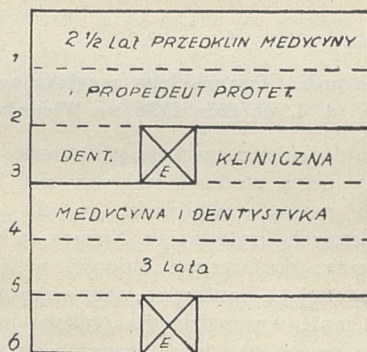 2 1/2 Lat PRZEDKLIN MEDYCYNY
1
, PROPEDEUT PROTET.
2
DENT. E KLINICZNA
3
MEDYCYNA I DENTYSTYKA
4
3 Lata
5
E
6